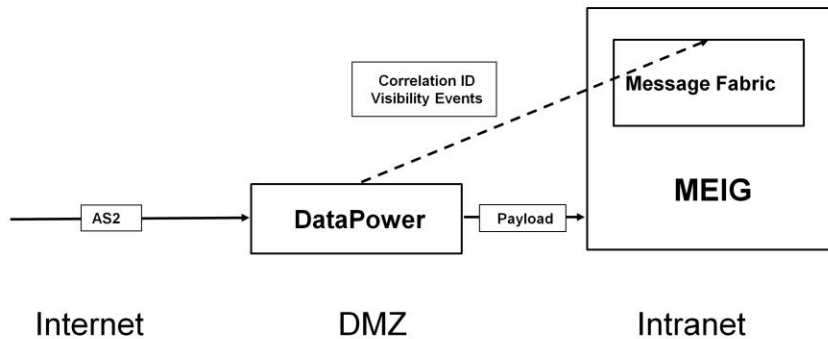 Correlation ID
Visibility Events
Message Fabric
MEIG
AS2
DataPower
Payload
Internet
DMZ
Intranet